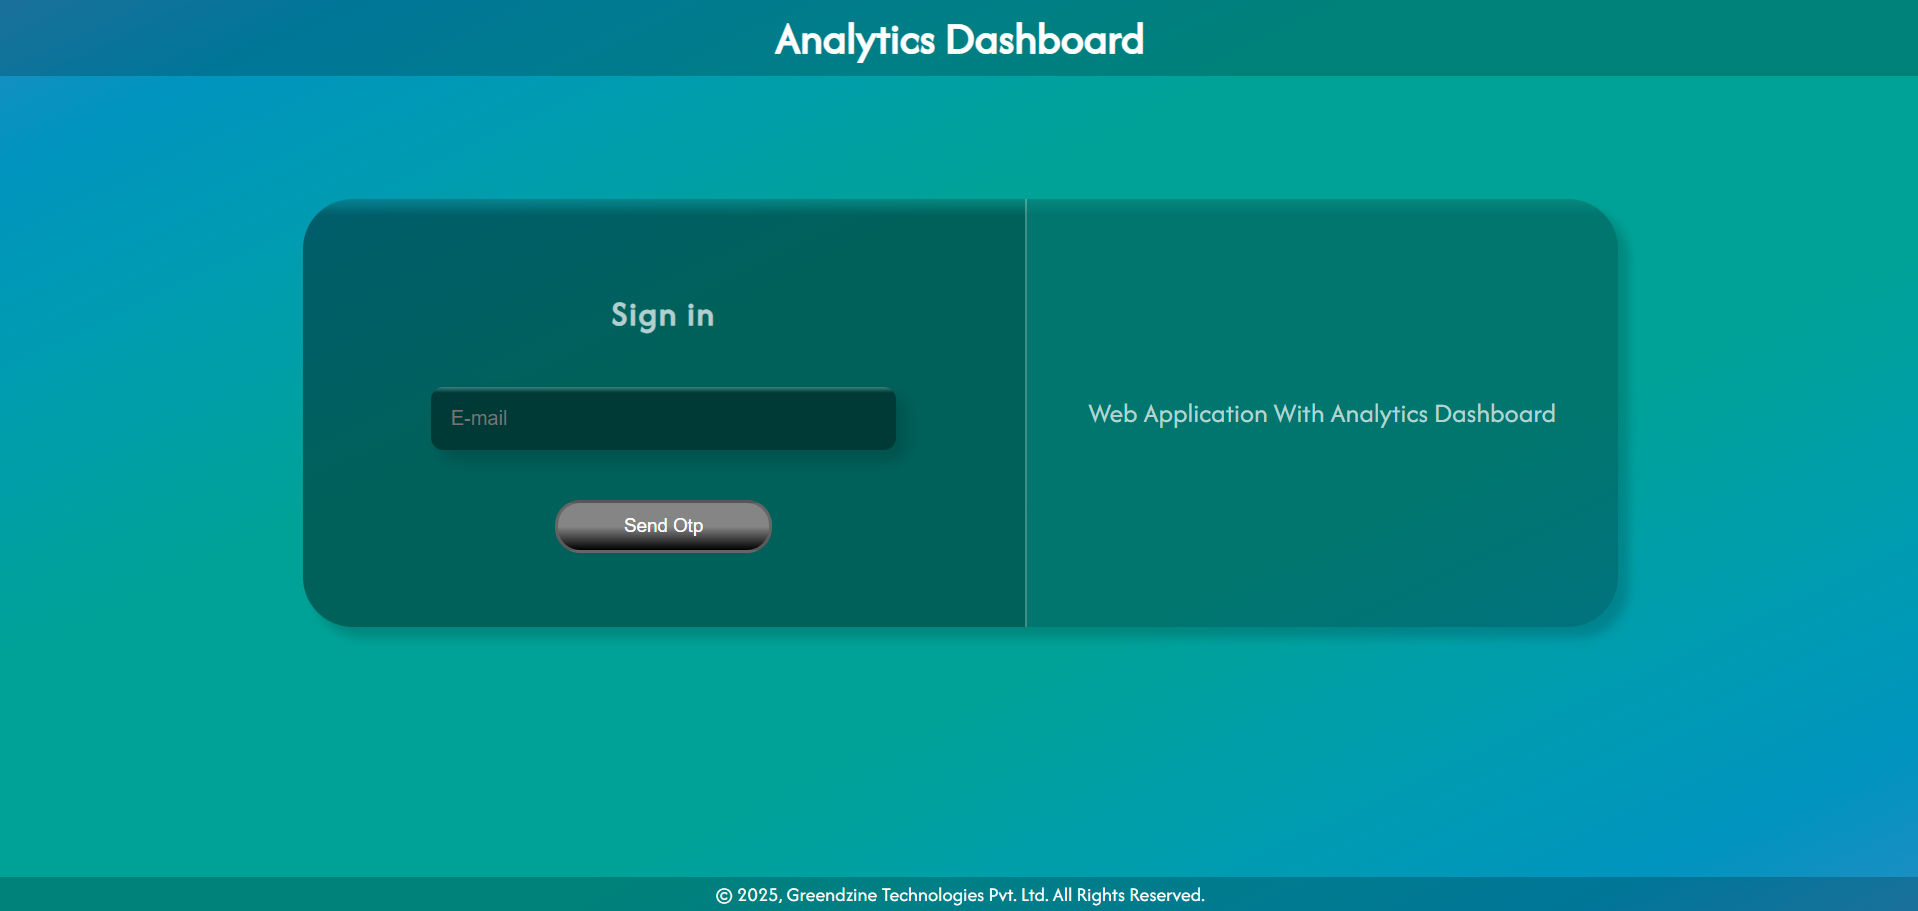 Analytics Dashboard
Sign in
E-mail
Send Otp
Web Application With Analytics Dashboard
© 2025, Greendzine Technologies Pvt. Ltd. All Rights Reserved.